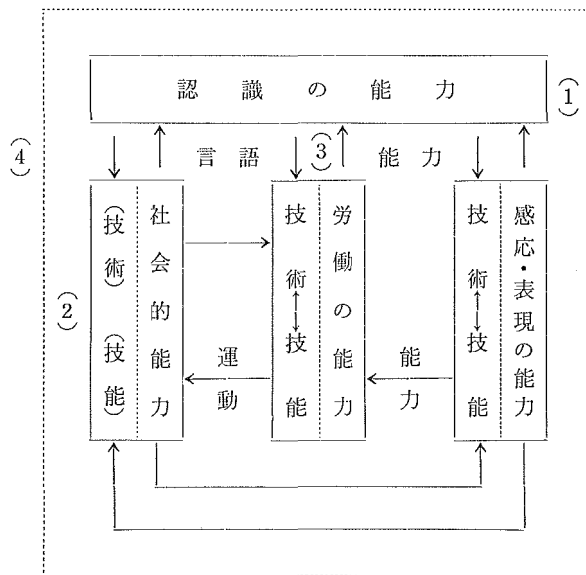 認識の能力
(1)
言語 (3) 能力
(4)
(2)
(技術) (技能)
社会的能力
運動
技術↔技能
労働の能力
能力
技術↔技能
感応・表現の能力